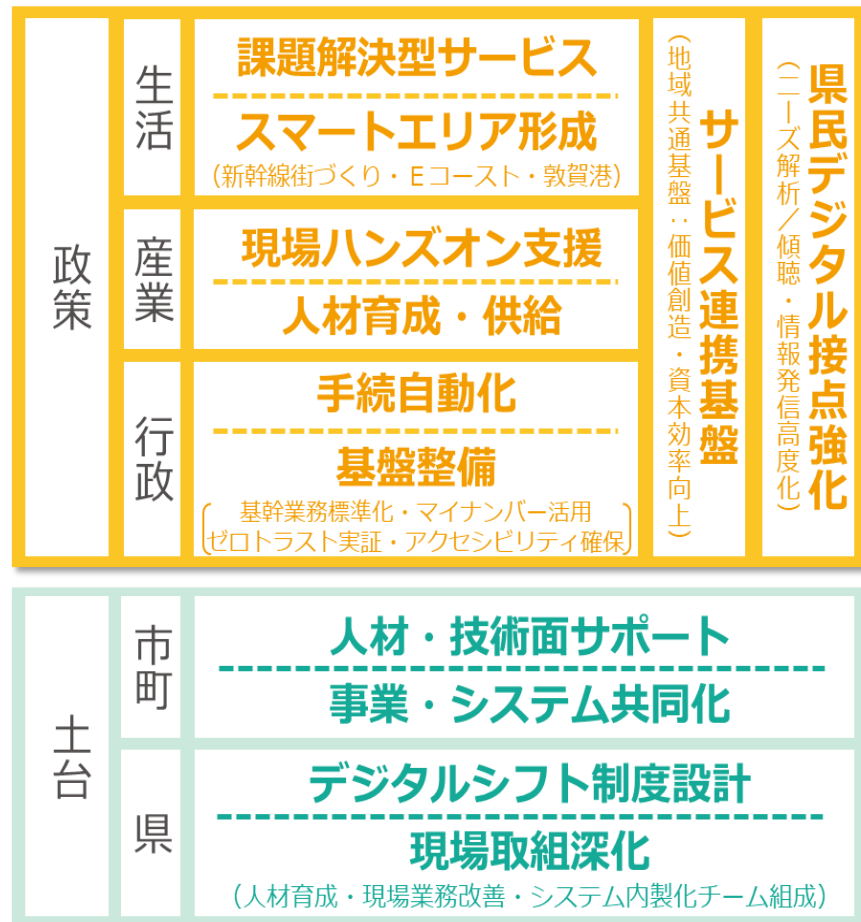 政策
生活
課題解決型サービス
スマートエリア形成
(新幹線街づくり・Eコースト・敦賀港)
産業
現場ハンズオン支援
人材育成・供給
行政
手続自動化
基盤整備
基幹業務標準化・マイナンバー活用
ゼロトラスト実証・アクセシビリティ確保
サービス連携基盤
(地域共通基盤:価値創造・資本効率向上)
県民デジタル接点強化
(ニーズ解析/傾聴・情報発信高度化)
土台
市町
人材・技術面サポート
事業・システム共同化
県
デジタルシフト制度設計
現場取組深化
(人材育成・現場業務改善・システム内製化チーム組成)